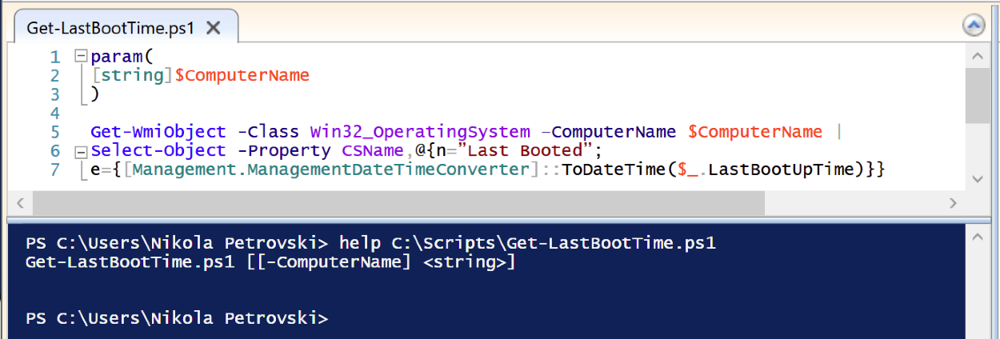 Get-LastBootTime.ps1 X
1 param(
2 [string]$ComputerName
3 )
4
5 Get-WmiObject -Class Win32_OperatingSystem –ComputerName $ComputerName |
6 Select-Object -Property CSName,@{n=”Last Booted”;
7 e={[Management.ManagementDateTimeConverter]::ToDateTime($_.LastBootUpTime)}}
PS C:\Users\Nikola Petrovski> help C:\Scripts\Get-LastBootTime.ps1
Get-LastBootTime.ps1 [[-ComputerName] <string>]
PS C:\Users\Nikola Petrovski>